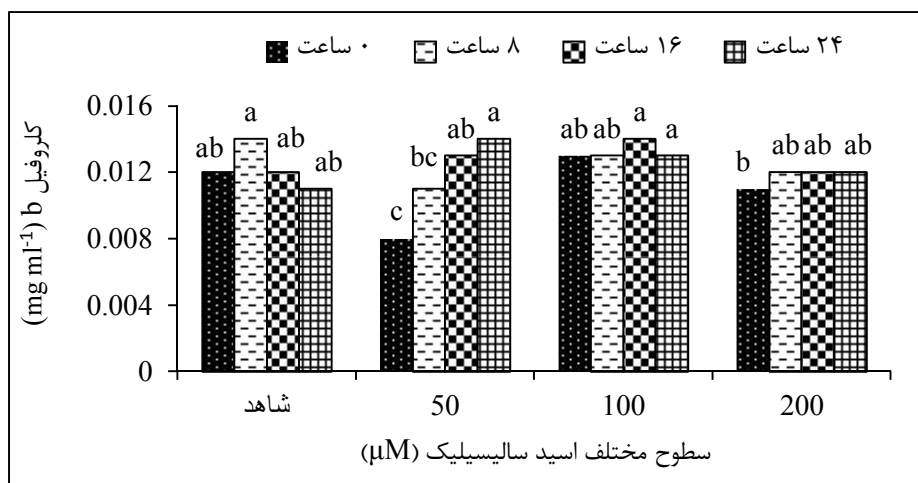 ۰ ساعت ۸ ساعت ۱۶ ساعت ۲۴ ساعت
کلروفیل b (mg ml⁻¹)
0.016
0.012
0.008
0.004
0
ab a ab ab
c bc ab a
ab ab a a
b ab ab ab
شاهد 50 100 200
سطوح مختلف اسید سالیسیلیک (μM)